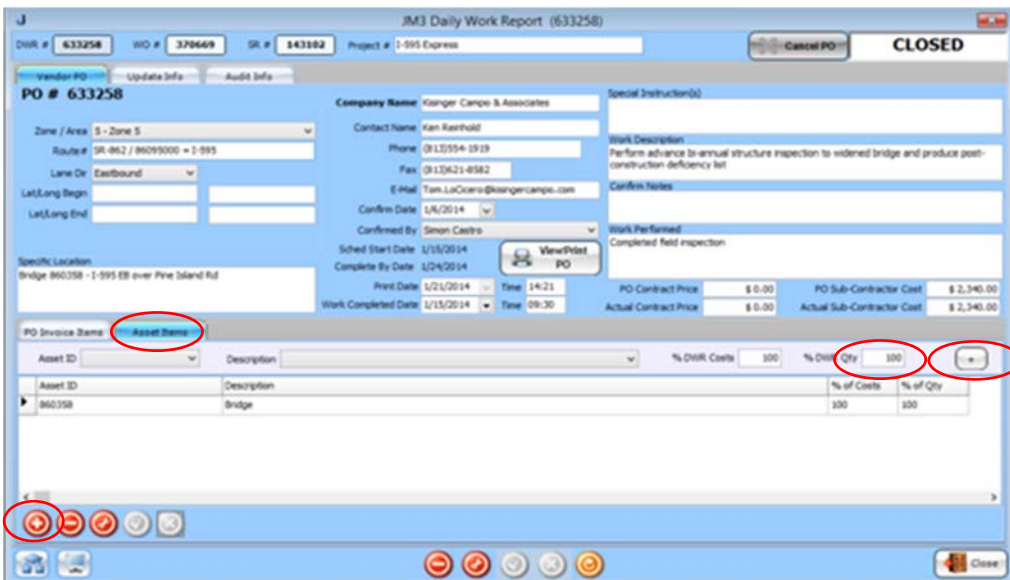 J JM3 Daily Work Report (633258)
DWR # 633258 WO # 370669 SR # 143102 Project # I-595 Express Cancel PO CLOSED
Vendor PO Update Info Audit Info
PO # 633258
Zone / Area 5 - Zone 5
Route# SR-862 / 86095000 = I-595
Lane Dir Eastbound
Lat/Long Begin
Lat/Long End
Specific Location
Bridge 860358 - I-595 EB over Pine Island Rd
Company Name Kisinger Campo & Associates
Contact Name Ken Reinhold
Phone (813)554-1919
Fax (813)621-8582
E-Mail Tom.LoCicero@kisingercampo.com
Confirm Date 1/6/2014
Confirmed By Simon Castro
Sched Start Date 1/15/2014
Complete By Date 1/24/2014
View/Print
PO
Print Date 1/21/2014 Time 14:21
Work Completed Date 1/15/2014 Time 09:30
Special Instruction(s)
Work Description
Perform advance bi-annual structure inspection to widened bridge and produce post-
construction deficiency list
Confirm Notes
Work Performed
Completed field inspection
PO Contract Price $ 0.00 PO Sub-Contractor Cost $ 2,340.00
Actual Contract Price $ 0.00 Actual Sub-Contractor Cost $ 2,340.00
PO Invoice Items Asset Items
Asset ID Description % DWR Costs 100 % DWR Qty 100 +
Asset ID Description % of Costs % of Qty
860358 Bridge 100 100
Close